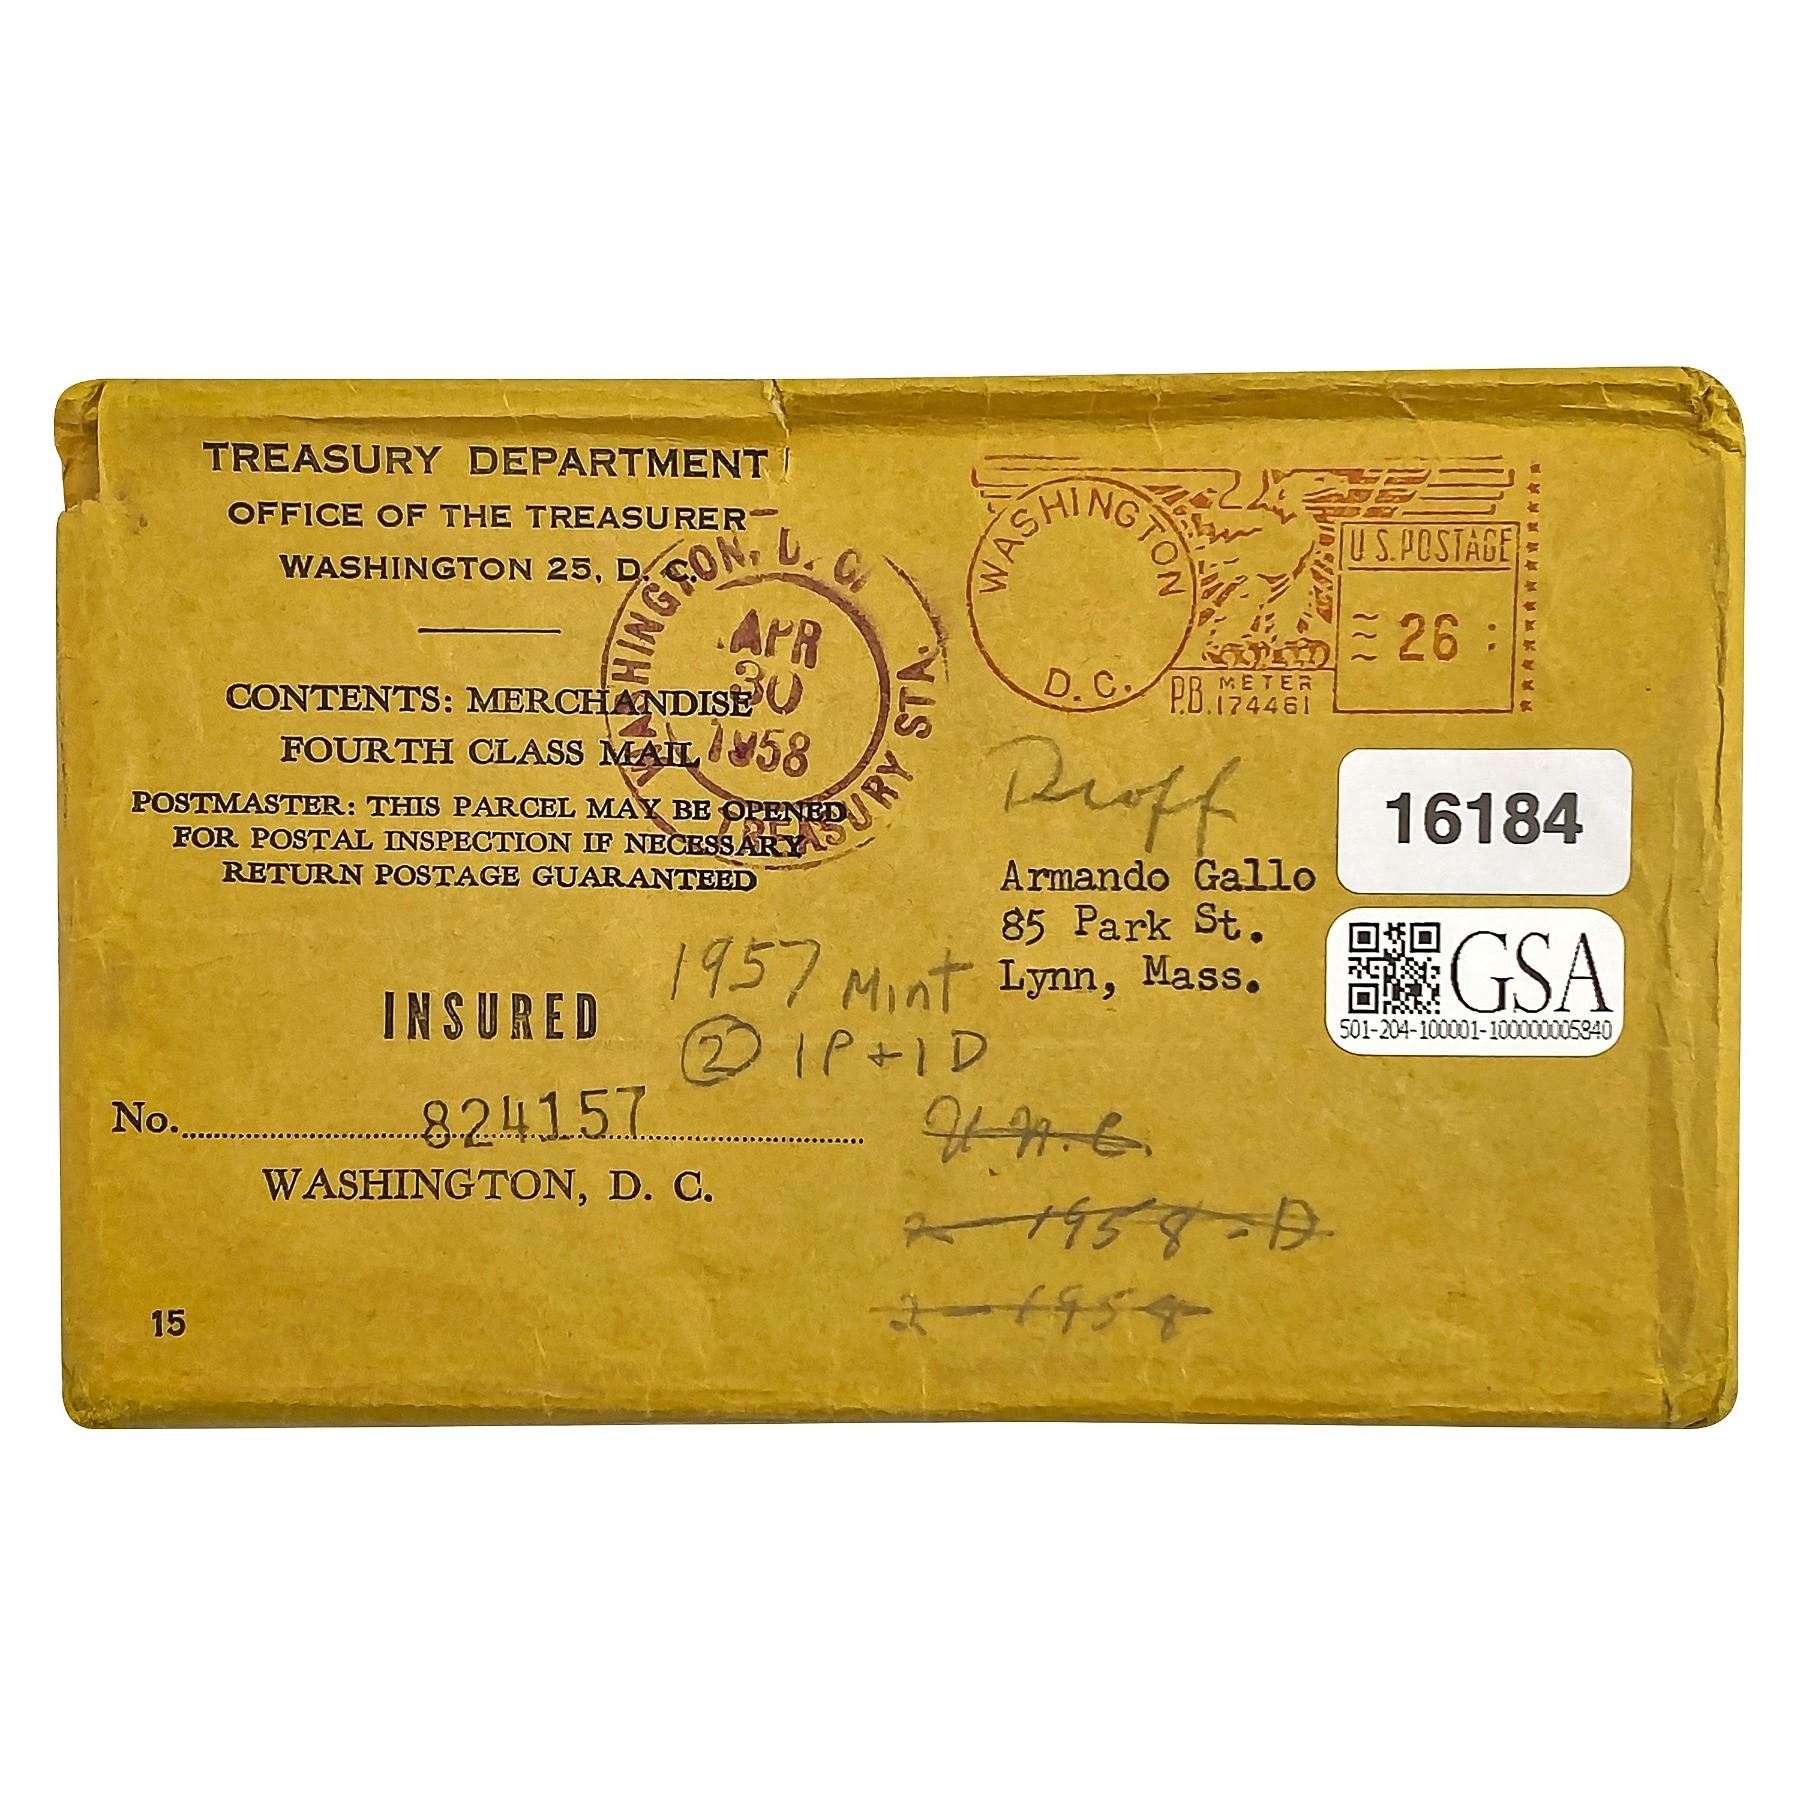 TREASURY DEPARTMENT
OFFICE OF THE TREASURER
WASHINGTON 25, D. C.
WASHINGTON, D. C.
APR
30
1958
TREASURY STA.
WASHINGTON
D. C.
P.B. METER
174461
U.S. POSTAGE
26
CONTENTS: MERCHANDISE
FOURTH CLASS MAIL
POSTMASTER: THIS PARCEL MAY BE OPENED
FOR POSTAL INSPECTION IF NECESSARY
RETURN POSTAGE GUARANTEED
16184
Armando Gallo
85 Park St.
Lynn, Mass.
GSA
501-204-100001-100000005840
INSURED
1957 Mint
2 1P + 1D
No. 824157
WASHINGTON, D. C.
U.N.C.
2 - 1958-D
2 - 1958
15